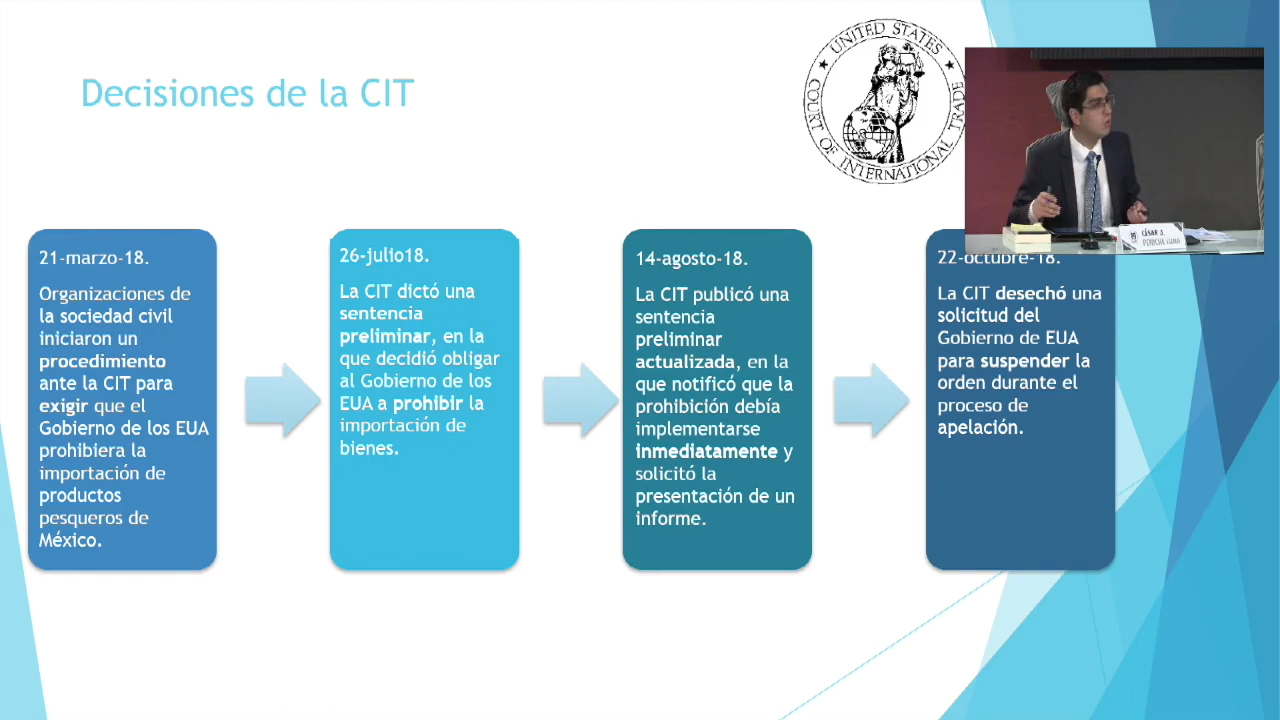 Decisiones de la CIT
UNITED STATES
COURT OF INTERNATIONAL TRADE
CÉSAR A.
21-marzo-18.
Organizaciones de
la sociedad civil
iniciaron un
procedimiento
ante la CIT para
exigir que el
Gobierno de los EUA
prohibiera la
importación de
productos
pesqueros de
México.
26-julio18.
La CIT dictó una
sentencia
preliminar, en la
que decidió obligar
al Gobierno de los
EUA a prohibir la
importación de
bienes.
14-agosto-18.
La CIT publicó una
sentencia
preliminar
actualizada, en la
que notificó que la
prohibición debía
implementarse
inmediatamente y
solicitó la
presentación de un
informe.
22-octubre-18.
La CIT desechó una
solicitud del
Gobierno de EUA
para suspender la
orden durante el
proceso de
apelación.